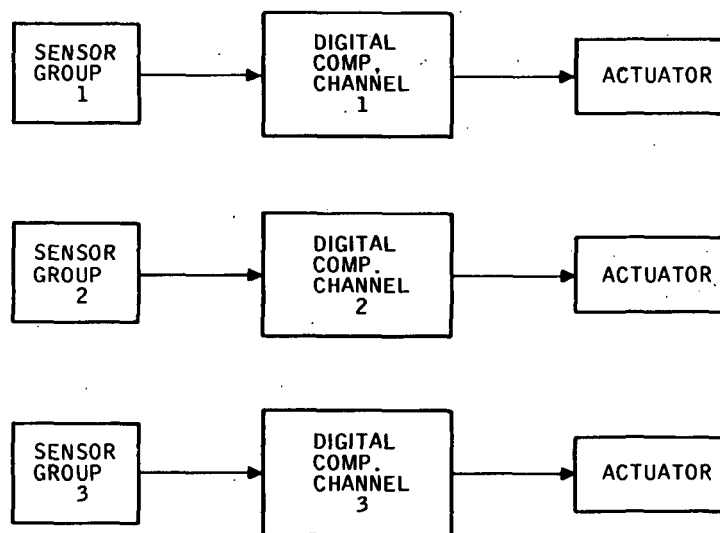 SENSOR
GROUP
1
DIGITAL
COMP.
CHANNEL
1
ACTUATOR
SENSOR
GROUP
2
DIGITAL
COMP.
CHANNEL
2
ACTUATOR
SENSOR
GROUP
3
DIGITAL
COMP.
CHANNEL
3
ACTUATOR